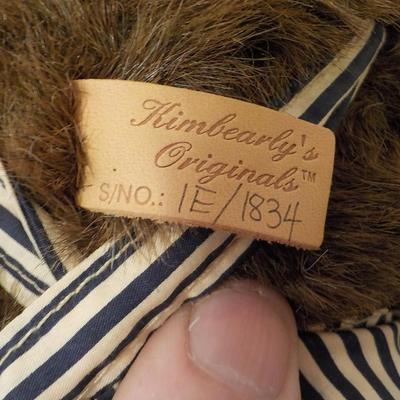 Kimbearly's
Originals™
S/NO.: 1E/1834